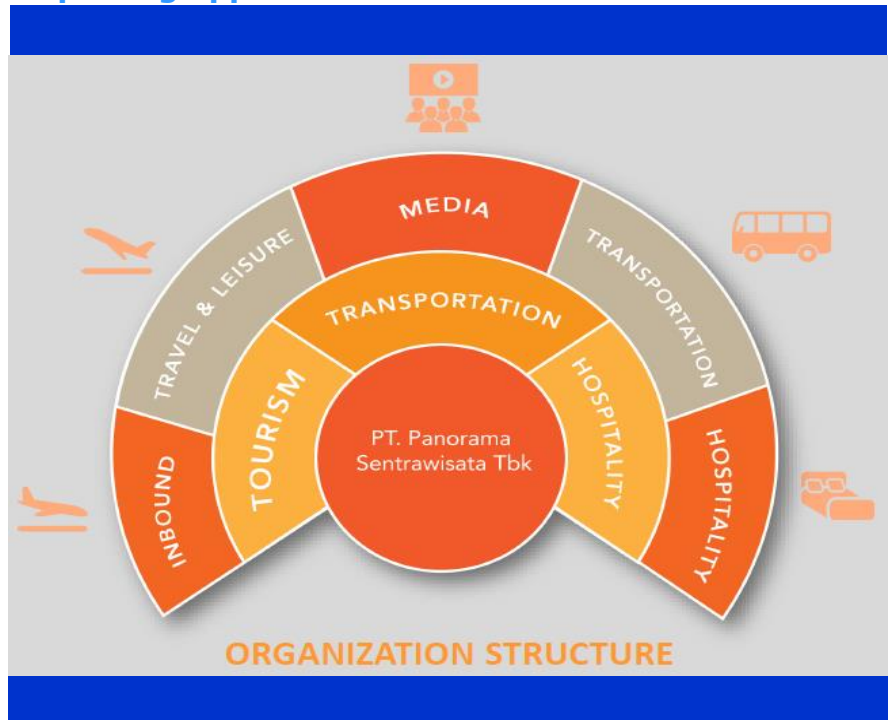 MEDIA
TRAVEL & LEISURE
TRANSPORTATION
TRANSPORTATION
TOURISM
HOSPITALITY
PT. Panorama
Sentrawisata Tbk
INBOUND
HOSPITALITY
ORGANIZATION STRUCTURE